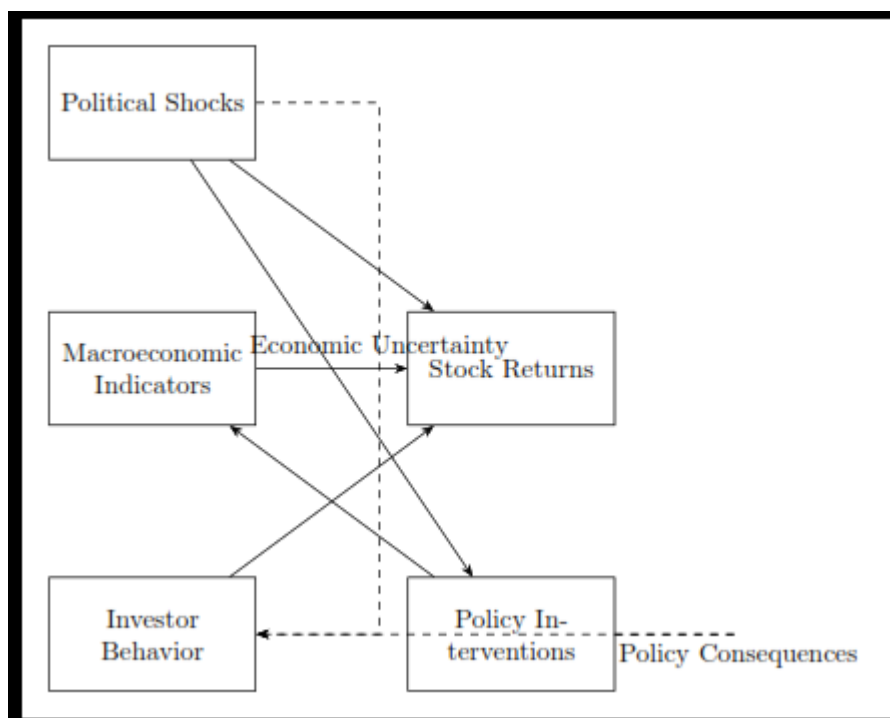 Political Shocks
Macroeconomic
Indicators
Economic Uncertainty
Stock Returns
Investor
Behavior
Policy In-
terventions
Policy Consequences